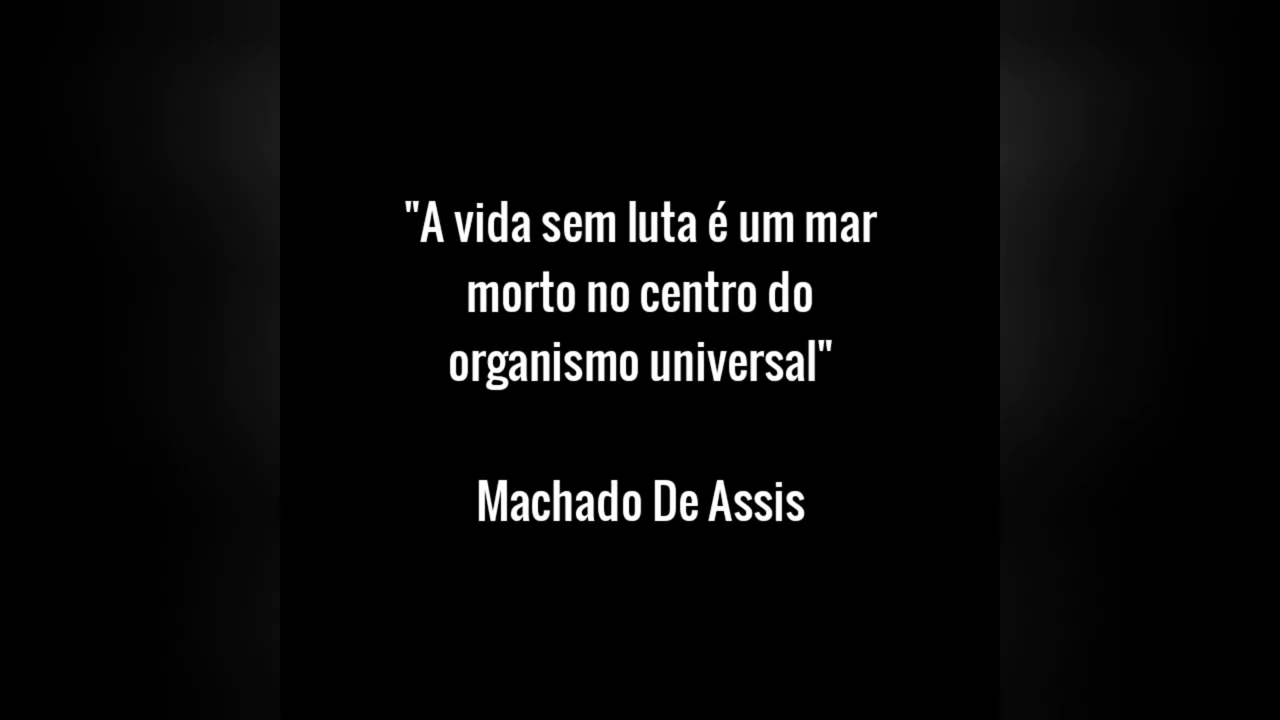 "A vida sem luta é um mar
morto no centro do
organismo universal"
Machado De Assis